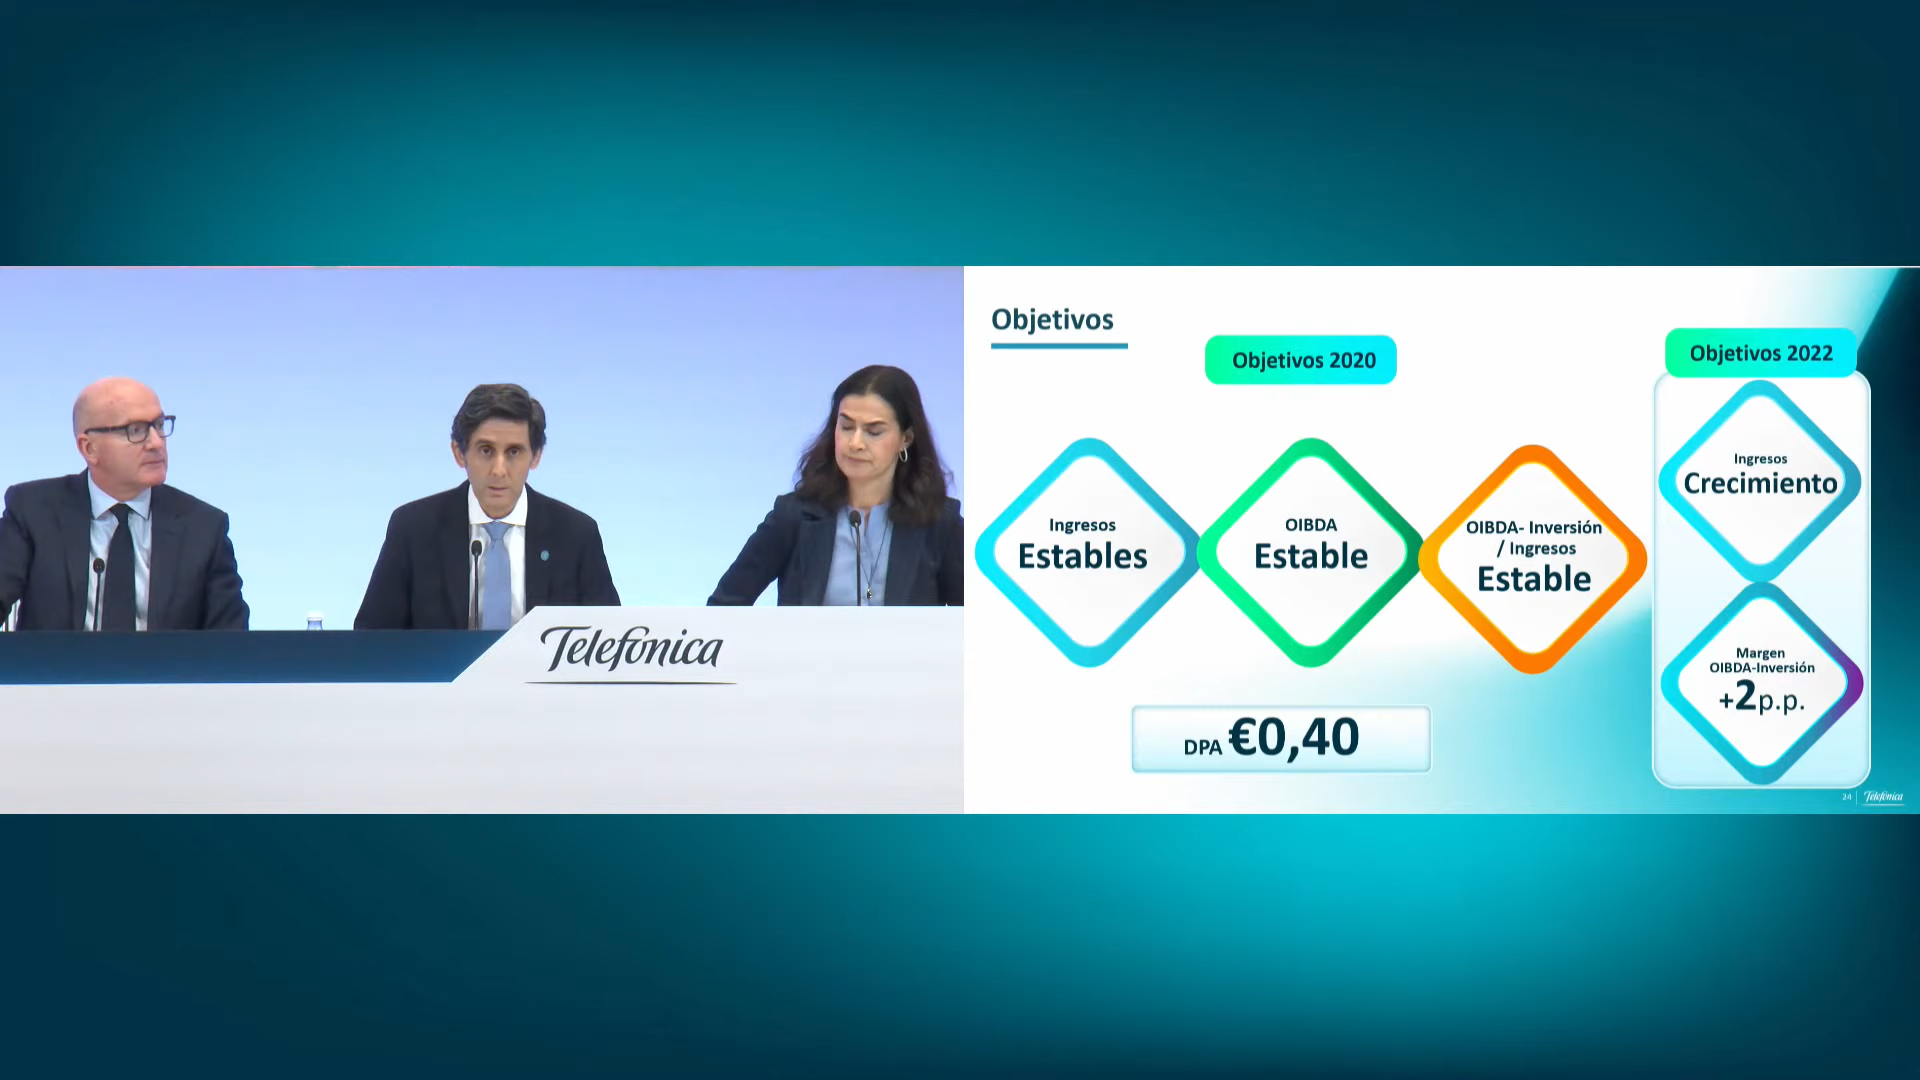 Telefónica
Objetivos
Objetivos 2020
Objetivos 2022
Ingresos
Estables
OIBDA
Estable
OIBDA- Inversión
/ Ingresos
Estable
DPA €0,40
Ingresos
Crecimiento
Margen
OIBDA-Inversión
+2p.p.
24
Telefónica